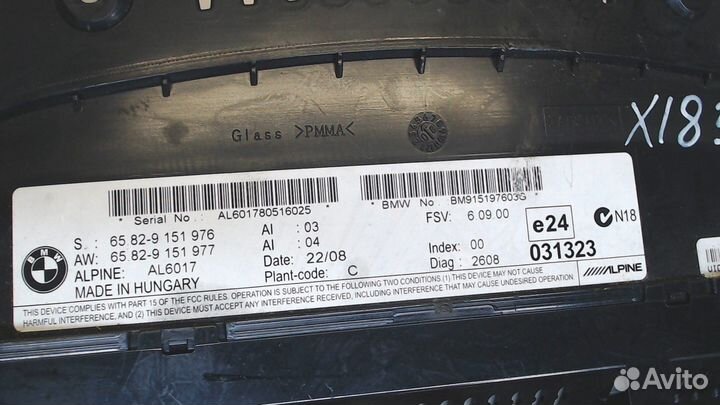 Glass >PMMA<
X183
Serial No.: AL601780516025
* BMW No BM915197603G
S.: 65.82-9 151 976 AI : 03
AW: 65.82-9 151 977 AI : 04
ALPINE: AL6017 Date: 22/08
MADE IN HUNGARY Plant-code: C
FSV: 6.09.00
Index: 00
Diag : 2608
e24
031323
N18
ALPINE
BMW
THIS DEVICE COMPLIES WITH PART 15 OF THE FCC RULES. OPERATION IS SUBJECT TO THE FOLLOWING TWO CONDITIONS: (1) THIS DEVICE MAY NOT CAUSE
HARMFUL INTERFERENCE, AND (2) THIS DEVICE MUST ACCEPT ANY INTERFERENCE RECEIVED, INCLUDING INTERFERENCE THAT MAY CAUSE UNDESIRED OPERATION.
Avito